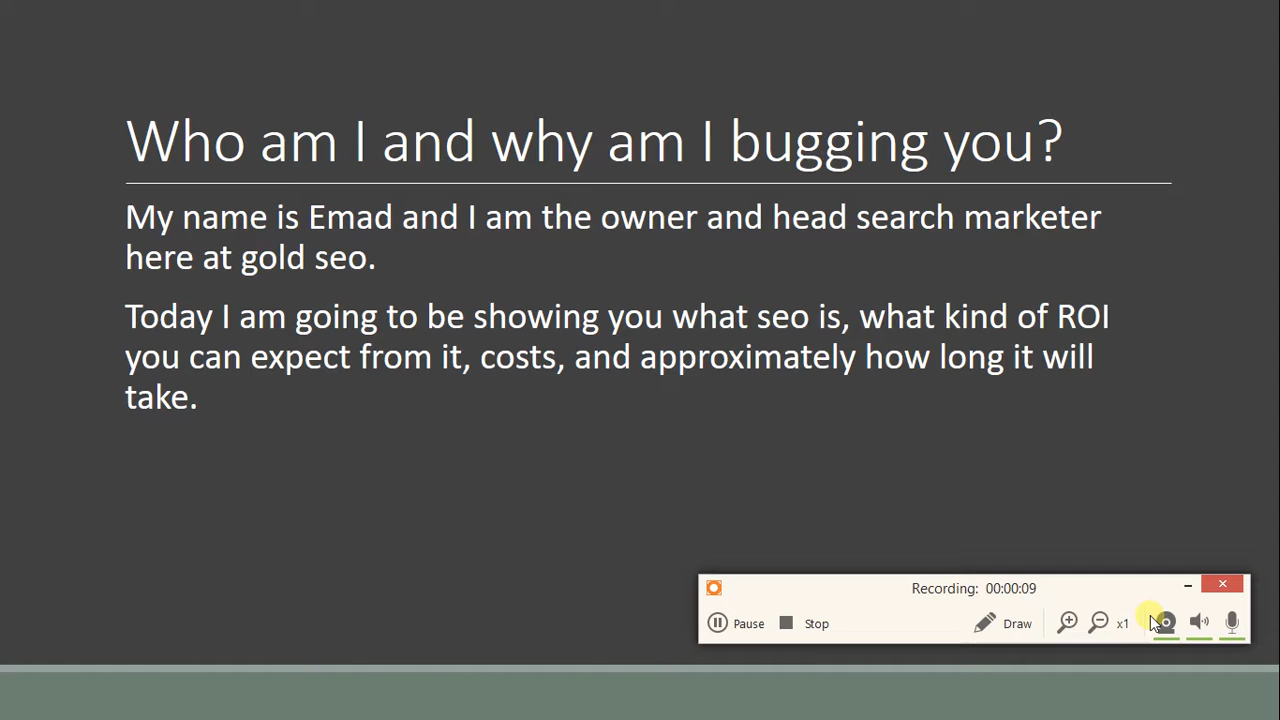 Who am I and why am I bugging you?
My name is Emad and I am the owner and head search marketer
here at gold seo.
Today I am going to be showing you what seo is, what kind of ROI
you can expect from it, costs, and approximately how long it will
take.
Recording: 00:00:09
Pause Stop Draw x1